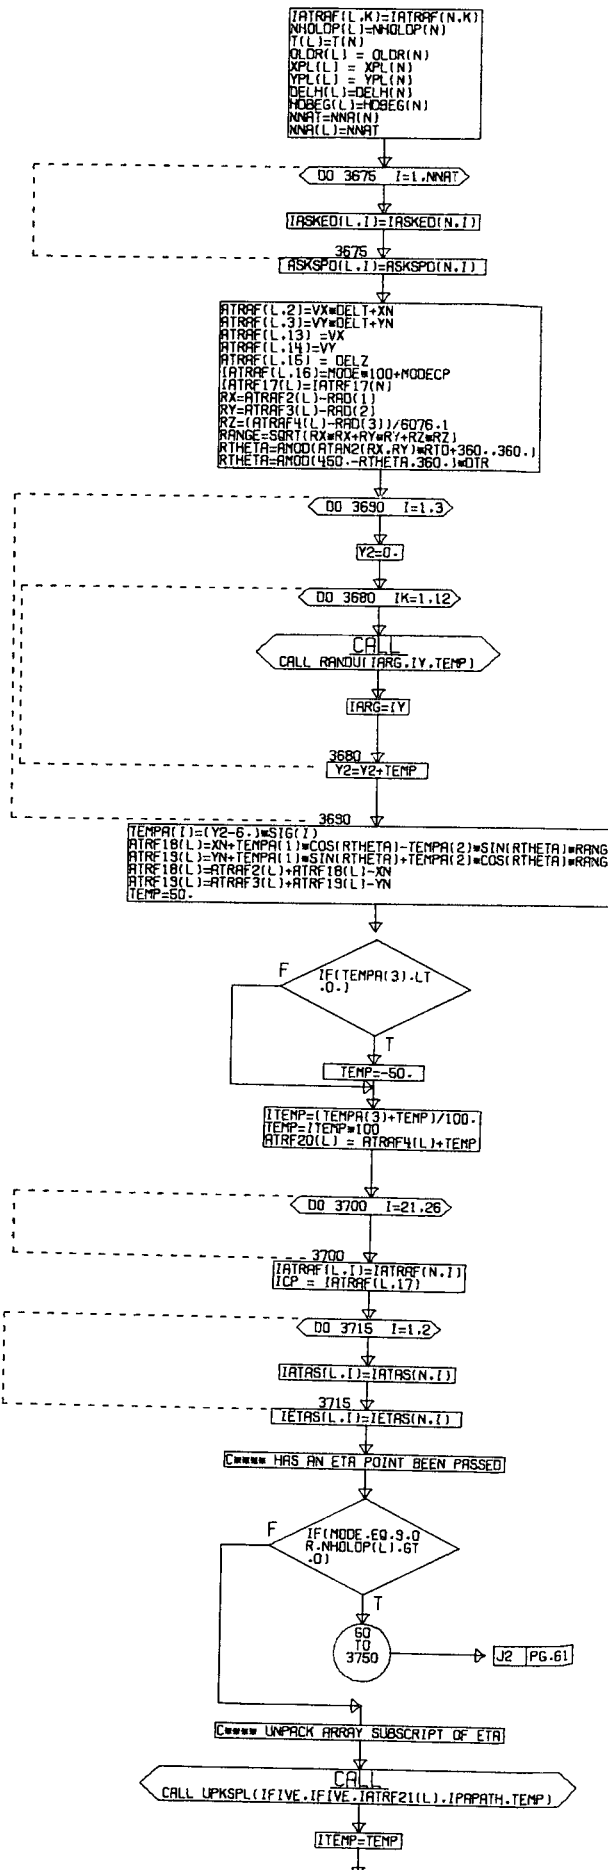 IATRAF(L,K)=IATRAF(N,K)
NHOLDP(L)=NHOLDP(N)
T(L)=T(N)
OLDR(L) = OLDR(N)
XPL(L) = XPL(N)
YPL(L) = YPL(N)
DELH(L)=DELH(N)
HDBEG(L)=HDBEG(N)
NNAT=NNA(N)
NNA(L)=NNAT
DO 3675 I=1,NNAT
IASKED(L,I)=IASKED(N,I)
3675
ASKSPD(L,I)=ASKSPD(N,I)
ATRAF(L,2)=VX*DELT+XN
ATRAF(L,3)=VY*DELT+YN
ATRAF(L,13) =VX
ATRAF(L,14)=VY
ATRAF(L,15) = DELZ
IATRAF(L,16)=MODE*100+MODECP
IATRF17(L)=IATRF17(N)
RX=ATRAF2(L)-RAD(1)
RY=ATRAF3(L)-RAD(2)
RZ=(ATRAF4(L)-RAD(3))/6076.1
RANGE=SQRT(RX*RX+RY*RY+RZ*RZ)
RTHETA=AMOD(ATAN2(RX,RY)*RTD+360.,360.)
RTHETA=AMOD(450.-RTHETA,360.)*DTR
DO 3690 I=1,3
Y2=0.
DO 3680 IK=1,12
CALL
CALL RANDU(IARG,IY,TEMP)
IARG=IY
3680
Y2=Y2+TEMP
3690
TEMPA(I)=(Y2-6.)*SIG(I)
ATRF18(L)=XN+TEMPA(1)*COS(RTHETA)-TEMPA(2)*SIN(RTHETA)*RANG
ATRF19(L)=YN+TEMPA(1)*SIN(RTHETA)+TEMPA(2)*COS(RTHETA)*RANG
ATRF18(L)=ATRAF2(L)+ATRF18(L)-XN
ATRF19(L)=ATRAF3(L)+ATRF19(L)-YN
TEMP=50.
F
IF(TEMPA(3).LT
.0.)
T
TEMP=-50.
ITEMP=(TEMPA(3)+TEMP)/100.
TEMP=ITEMP*100
ATRF20(L) = ATRAF4(L)+TEMP
DO 3700 I=21,26
3700
IATRAF(L,I)=IATRAF(N,I)
ICP = IATRAF(L,17)
DO 3715 I=1,2
IATAS(L,I)=IATAS(N,I)
3715
IETAS(L,I)=IETAS(N,I)
C**** HAS AN ETA POINT BEEN PASSED
F
IF(MODE.EQ.9.O
R.NHOLDP(L).GT
.0)
T
GO
TO
3750
J2 PG.61
C**** UNPACK ARRAY SUBSCRIPT OF ETA
CALL
CALL UPKSPL(IFIVE,IFIVE,IATRF21(L),IPAPATH,TEMP)
ITEMP=TEMP